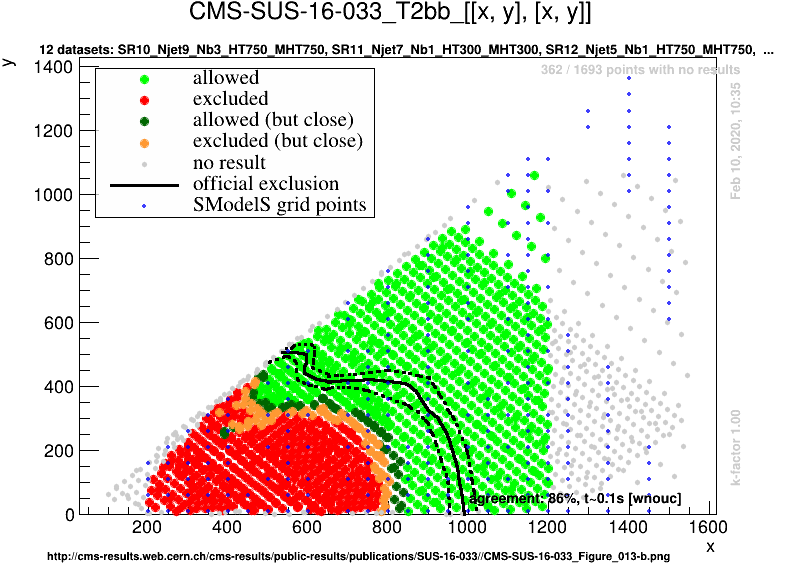 CMS-SUS-16-033_T2bb_[[x, y], [x, y]]
12 datasets: SR10_Njet9_Nb3_HT750_MHT750, SR11_Njet7_Nb1_HT300_MHT300, SR12_Njet5_Nb1_HT750_MHT750, ...
y
362 / 1693 points with no results
allowed
excluded
allowed (but close)
excluded (but close)
no result
official exclusion
SModelS grid points
Feb 10, 2020, 10:35
k-factor 1.00
1400
1200
1000
800
600
400
200
0
agreement: 86%, t~0.1s [wnouc]
200 400 600 800 1000 1200 1400 1600
x
http://cms-results.web.cern.ch/cms-results/public-results/publications/SUS-16-033//CMS-SUS-16-033_Figure_013-b.png